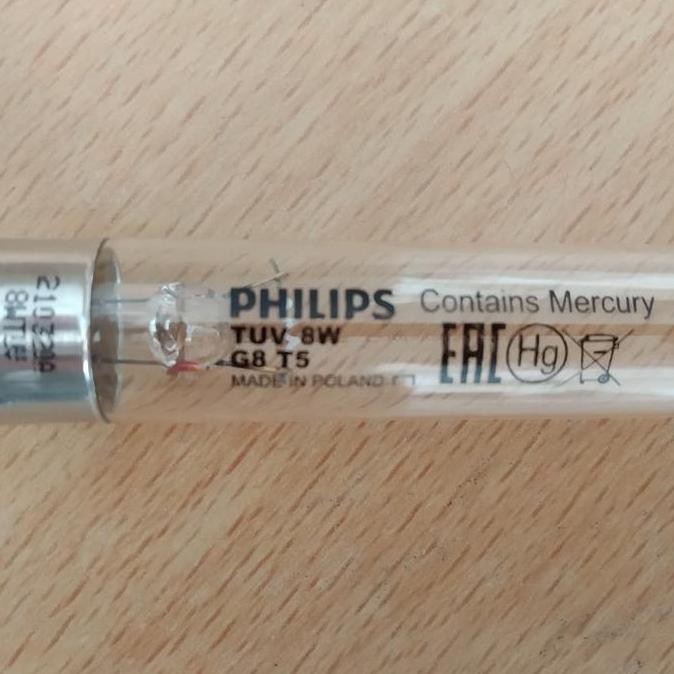 PHILIPS
TUV 8W
G8 T5
MADE IN POLAND
Contains Mercury
EAC
Hg